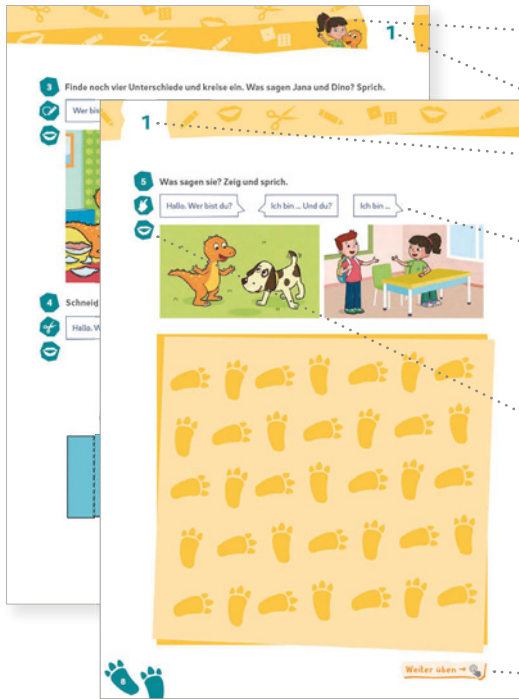 1
3 Finde noch vier Unterschiede und kreise ein. Was sagen Jana und Dino? Sprich.
Wer bis
4 Schneid
Hallo. W
1
5 Was sagen sie? Zeig und sprich.
Hallo. Wer bist du?
Ich bin ... Und du?
Ich bin ...
8
Weiter üben →